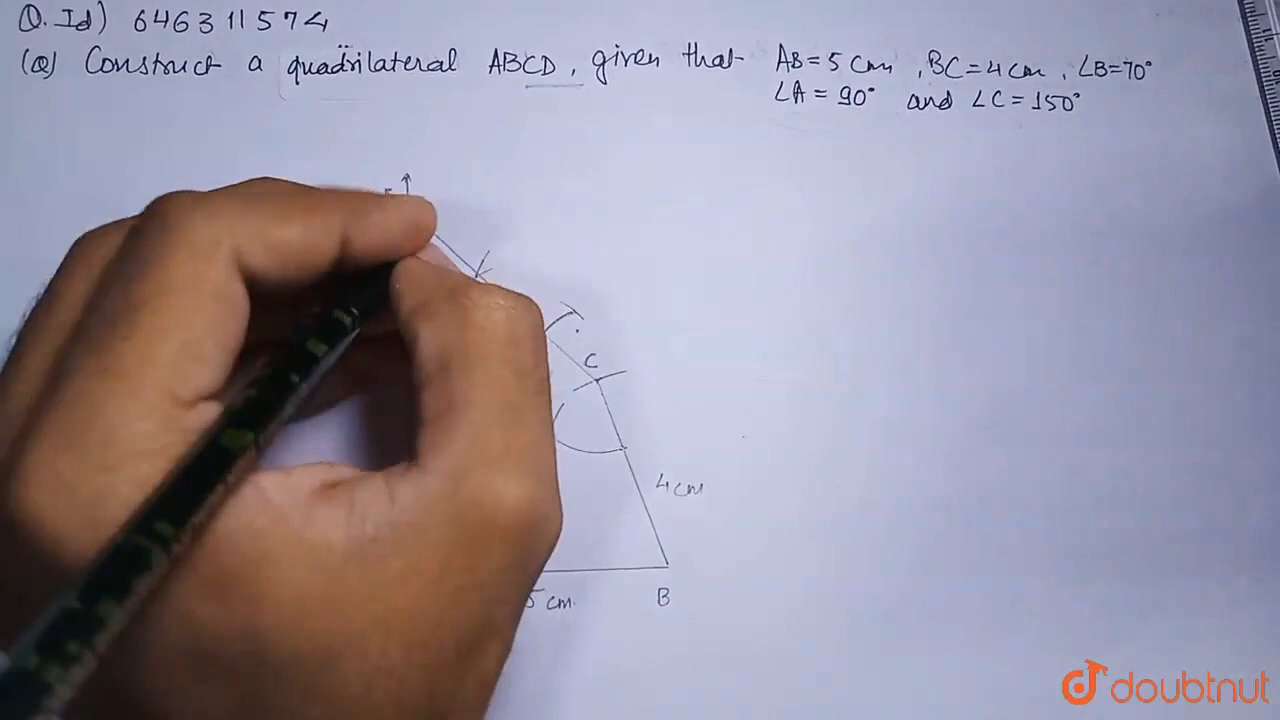 Q. Id) 646311574
(Q) Construct a quadrilateral ABCD, given that AB=5 cm, BC=4 cm, ∠B=70°
∠A = 90° and ∠C = 150°
C
4 cm
5 cm.
B
doubtnut